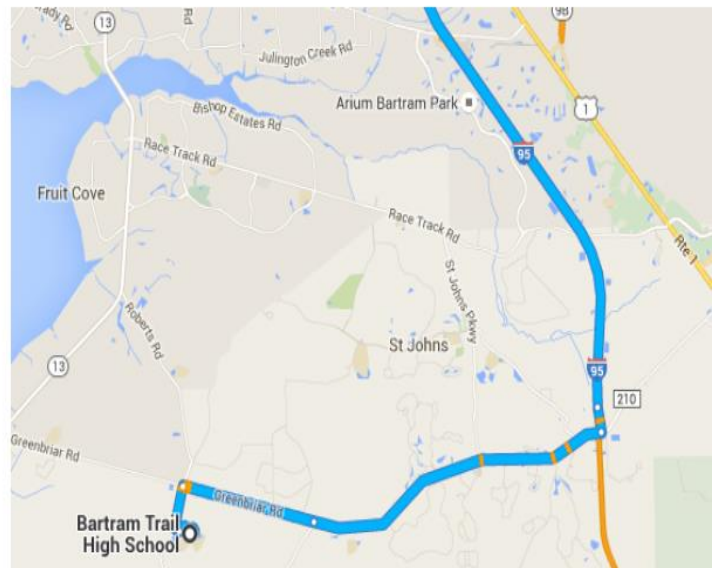 13
Rd
9B
Julington Creek Rd
Arium Bartram Park
1
Bishop Estates Rd
Race Track Rd
95
Fruit Cove
Race Track Rd
Rte 1
St Johns Pkwy
Roberts Rd
St Johns
95
13
210
Greenbriar Rd
Greenbriar Rd
Bartram Trail
High School